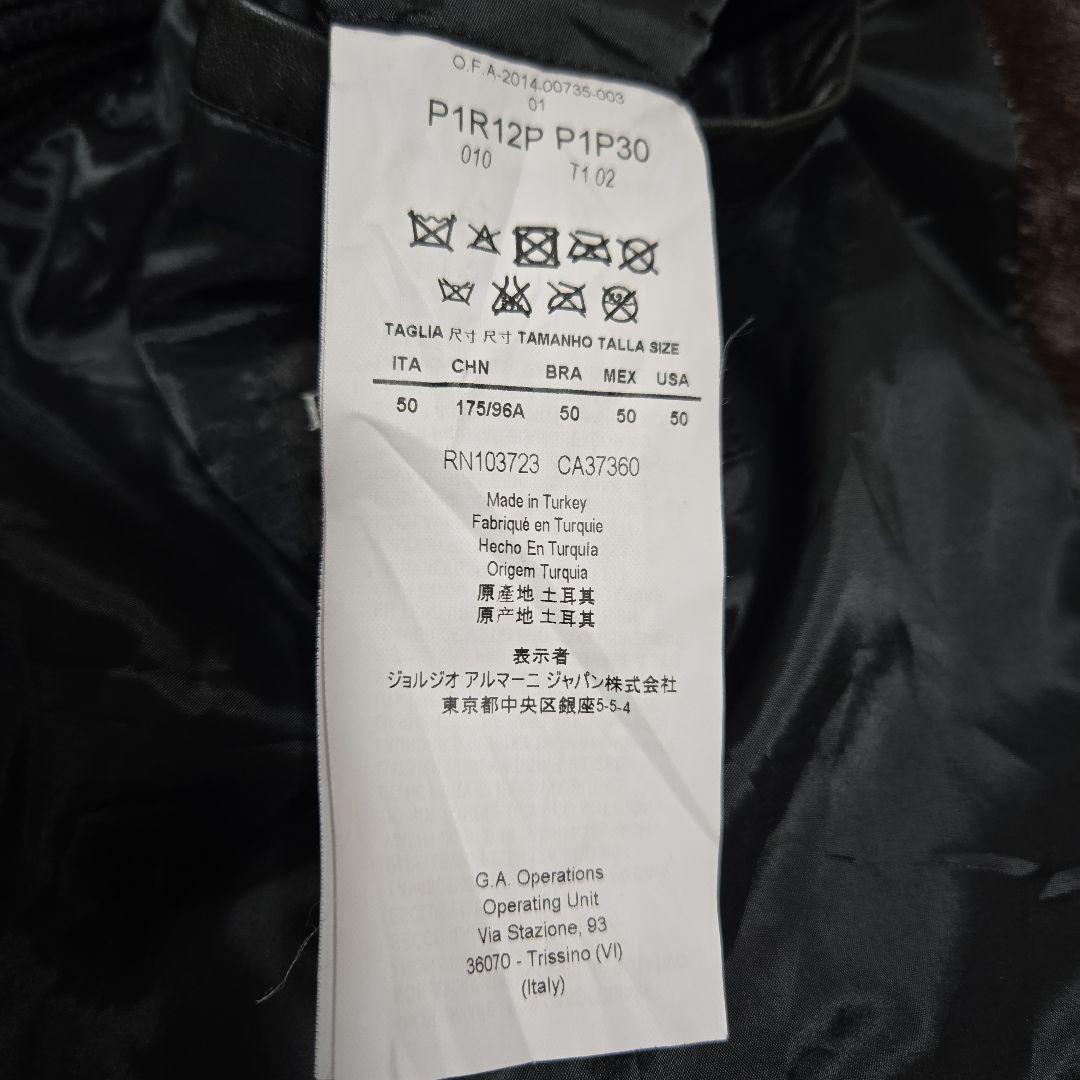 O.F.A-2014.00735-003
01
P1R12P P1P30
010 T1 02
TAGLIA 尺寸 尺寸 TAMANHO TALLA SIZE
ITA CHN BRA MEX USA
50 175/96A 50 50 50
RN103723 CA37360
Made in Turkey
Fabriqué en Turquie
Hecho En Turquía
Origem Turquia
原產地 土耳其
原产地 土耳其
表示者
ジョルジオ アルマーニ ジャパン株式会社
東京都中央区銀座5-5-4
G.A. Operations
Operating Unit
Via Stazione, 93
36070 - Trissino (VI)
(Italy)